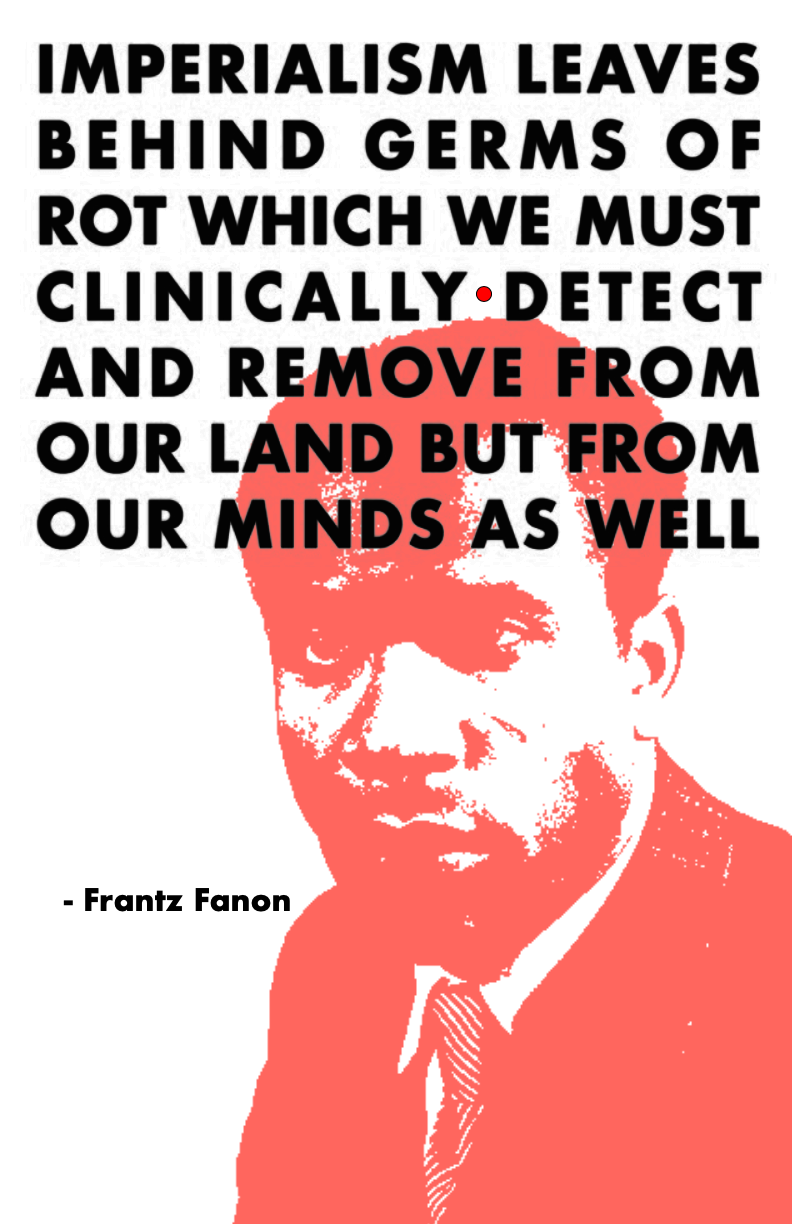 IMPERIALISM LEAVES
BEHIND GERMS OF
ROT WHICH WE MUST
CLINICALLY DETECT
AND REMOVE FROM
OUR LAND BUT FROM
OUR MINDS AS WELL
- Frantz Fanon